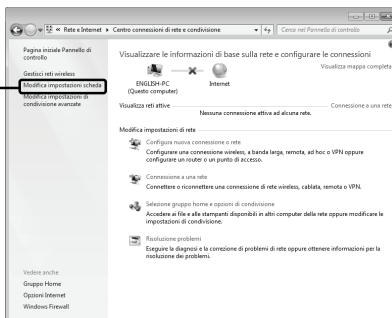 « Rete e Internet ▸ Centro connessioni di rete e condivisione
Cerca nel Pannello di controllo
Pagina iniziale Pannello di controllo
Gestisci reti wireless
Modifica impostazioni scheda
Modifica impostazioni di condivisione avanzate
Visualizzare le informazioni di base sulla rete e configurare le connessioni
Visualizza mappa completa
ENGLISH-PC
(Questo computer)
Internet
Visualizza reti attive
Connessione a una rete
Nessuna connessione attiva ad alcuna rete.
Modifica impostazioni di rete
Configura nuova connessione o rete
Configurare una connessione wireless, a banda larga, remota, ad hoc o VPN oppure
configurare un router o un punto di accesso.
Connessione a una rete
Connettere o riconnettere una connessione di rete wireless, cablata, remota o VPN.
Selezione gruppo home e opzioni di condivisione
Accedere ai file e alle stampanti disponibili in altri computer della rete oppure modificare le
impostazioni di condivisione.
Risoluzione problemi
Eseguire la diagnosi e la correzione di problemi di rete oppure ottenere informazioni per la
risoluzione dei problemi.
Vedere anche
Gruppo Home
Opzioni Internet
Windows Firewall